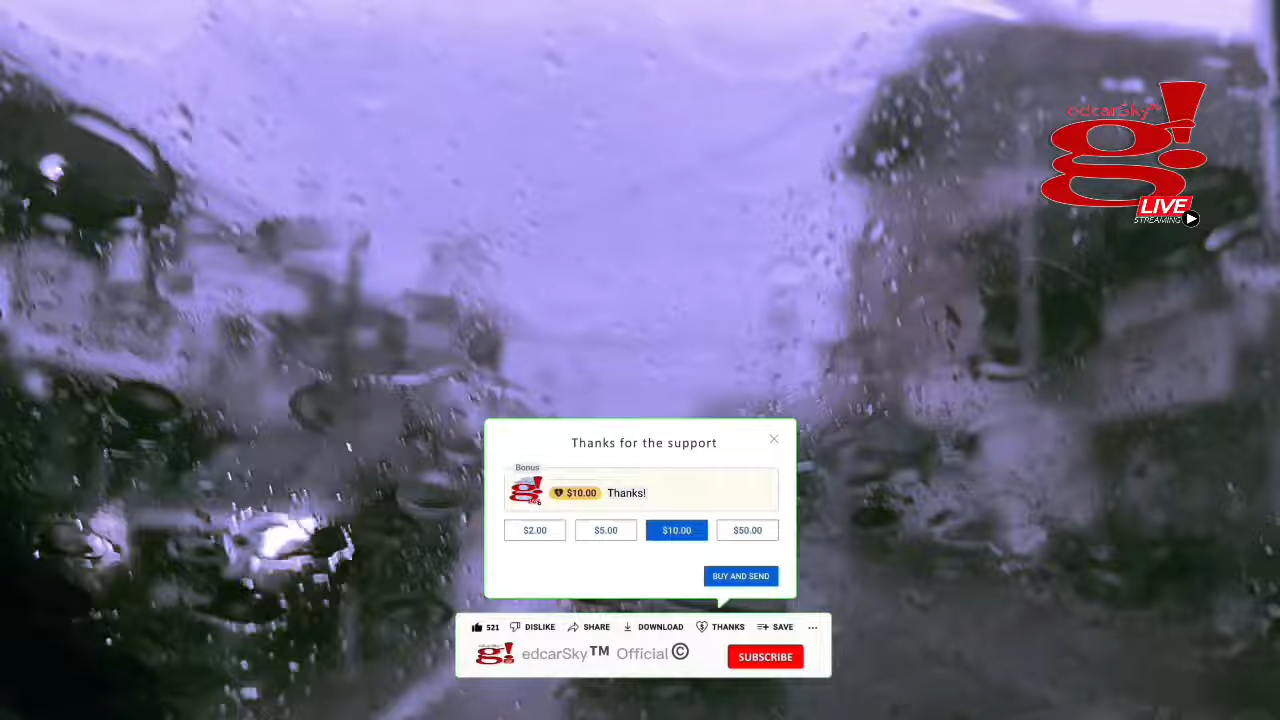 edcarSky™
g!
LIVE
STREAMING
Thanks for the support
Bonus
$10.00 Thanks!
$2.00 $5.00 $10.00 $50.00
BUY AND SEND
521 DISLIKE SHARE DOWNLOAD THANKS SAVE ...
g! edcarSky™ Official© SUBSCRIBE